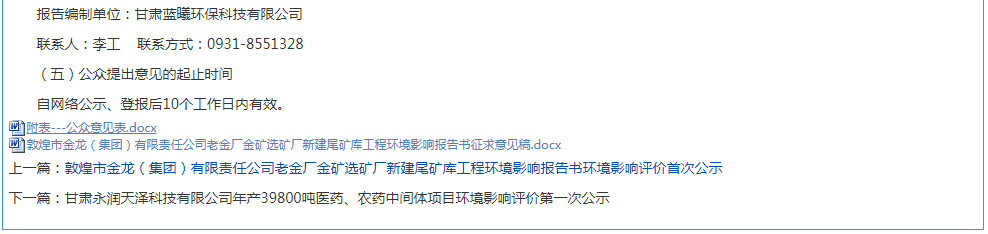 报告编制单位：甘肃蓝曦环保科技有限公司
联系人：李工 联系方式：0931-8551328
（五）公众提出意见的起止时间
自网络公示、登报后10个工作日内有效。
附表---公众意见表.docx
敦煌市金龙（集团）有限责任公司老金厂金矿选矿厂新建尾矿库工程环境影响报告书征求意见稿.docx
上一篇：敦煌市金龙（集团）有限责任公司老金厂金矿选矿厂新建尾矿库工程环境影响报告书环境影响评价首次公示
下一篇：甘肃永润天泽科技有限公司年产39800吨医药、农药中间体项目环境影响评价第一次公示